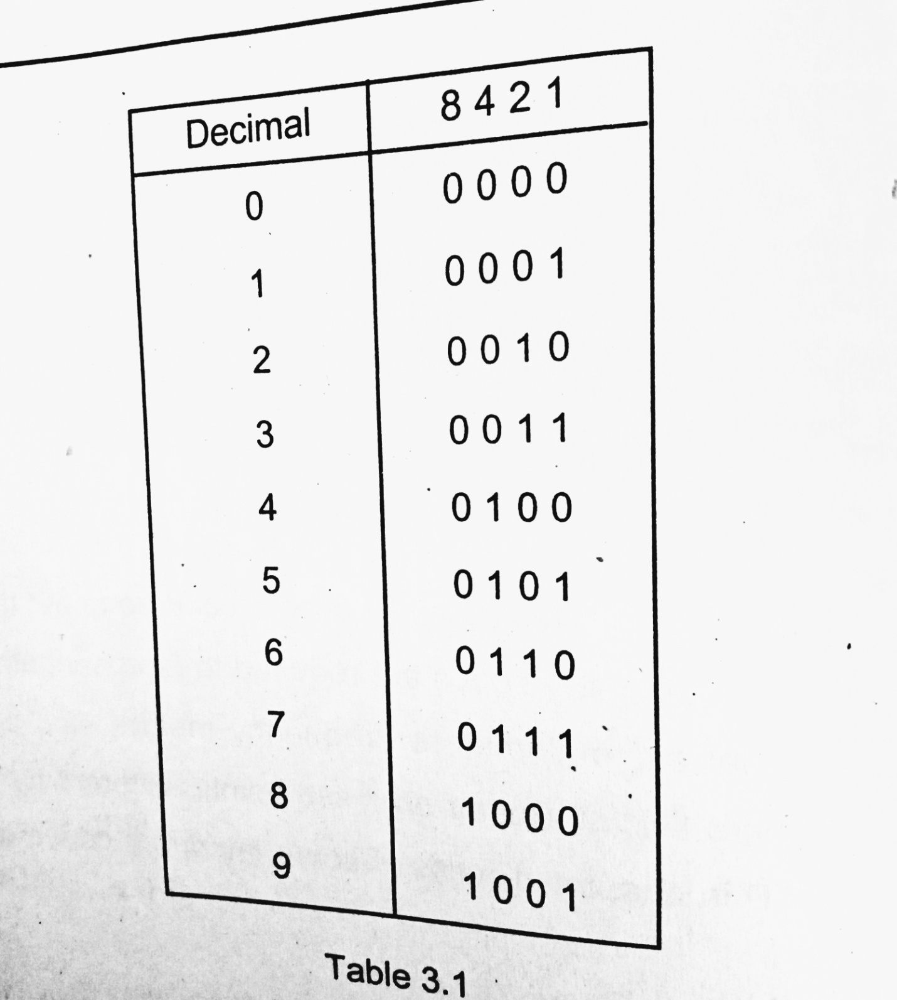 Decimal 8 4 2 1
0 0 0 0 0
1 0 0 0 1
2 0 0 1 0
3 0 0 1 1
4 0 1 0 0
5 0 1 0 1
6 0 1 1 0
7 0 1 1 1
8 1 0 0 0
9 1 0 0 1
Table 3.1